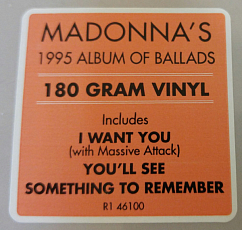 MADONNA'S
1995 ALBUM OF BALLADS
180 GRAM VINYL
Includes
I WANT YOU
(with Massive Attack)
YOU'LL SEE
SOMETHING TO REMEMBER
R1 46100